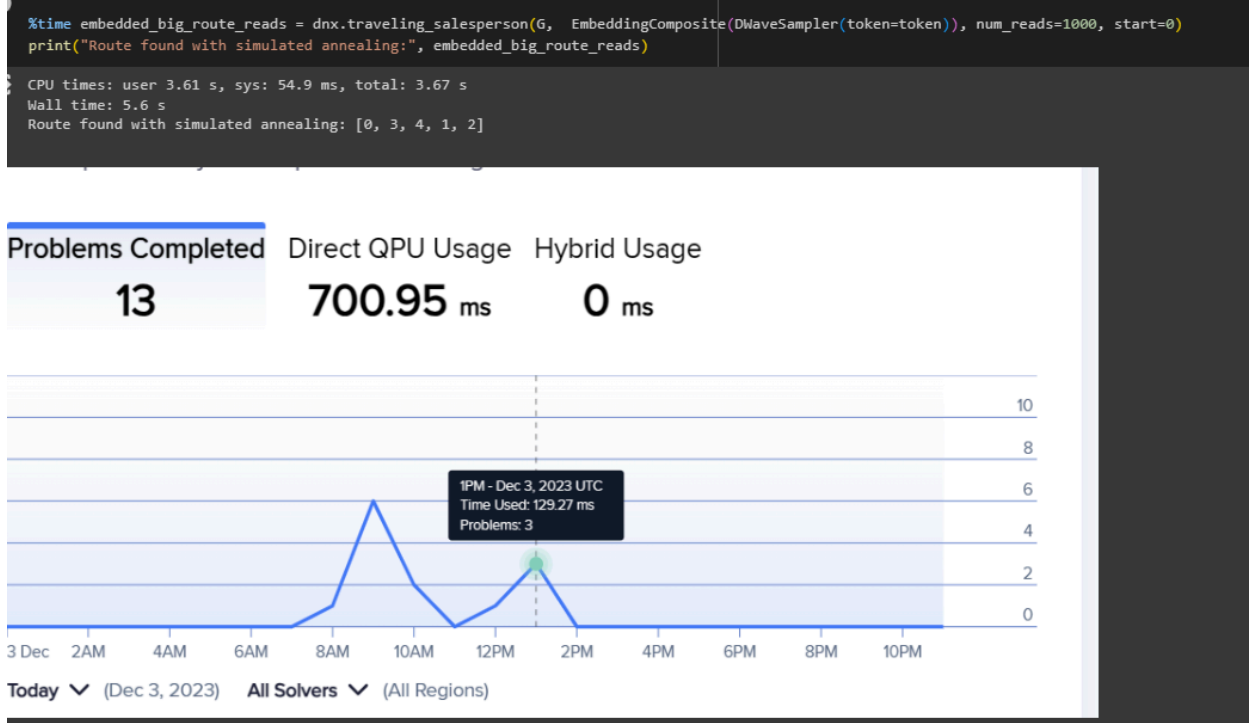 %time embedded_big_route_reads = dnx.traveling_salesperson(G,  EmbeddingComposite(DWaveSampler(token=token)), num_reads=1000, start=0)
print("Route found with simulated annealing:", embedded_big_route_reads)
CPU times: user 3.61 s, sys: 54.9 ms, total: 3.67 s
Wall time: 5.6 s
Route found with simulated annealing: [0, 3, 4, 1, 2]
Problems Completed Direct QPU Usage Hybrid Usage
13 700.95 ms 0 ms
10
8
1PM - Dec 3, 2023 UTC
6
Time Used: 129.27 ms
Problems: 3
4
2
0
3 Dec 2AM 4AM 6AM 8AM 10AM 12PM 2PM 4PM 6PM 8PM 10PM
Today (Dec 3, 2023) All Solvers (All Regions)